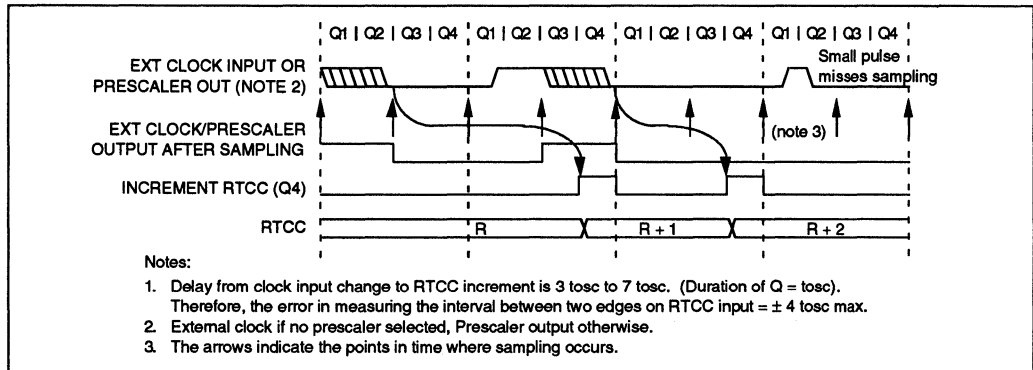 Q1 | Q2 | Q3 | Q4 Q1 | Q2 | Q3 | Q4 Q1 | Q2 | Q3 | Q4 Q1 | Q2 | Q3 | Q4
EXT CLOCK INPUT OR
PRESCALER OUT (NOTE 2)
Small pulse
misses sampling
EXT CLOCK/PRESCALER
OUTPUT AFTER SAMPLING
(note 3)
INCREMENT RTCC (Q4)
RTCC R R + 1 R + 2
Notes:
1. Delay from clock input change to RTCC increment is 3 tosc to 7 tosc. (Duration of Q = tosc).
Therefore, the error in measuring the interval between two edges on RTCC input = ± 4 tosc max.
2. External clock if no prescaler selected, Prescaler output otherwise.
3. The arrows indicate the points in time where sampling occurs.